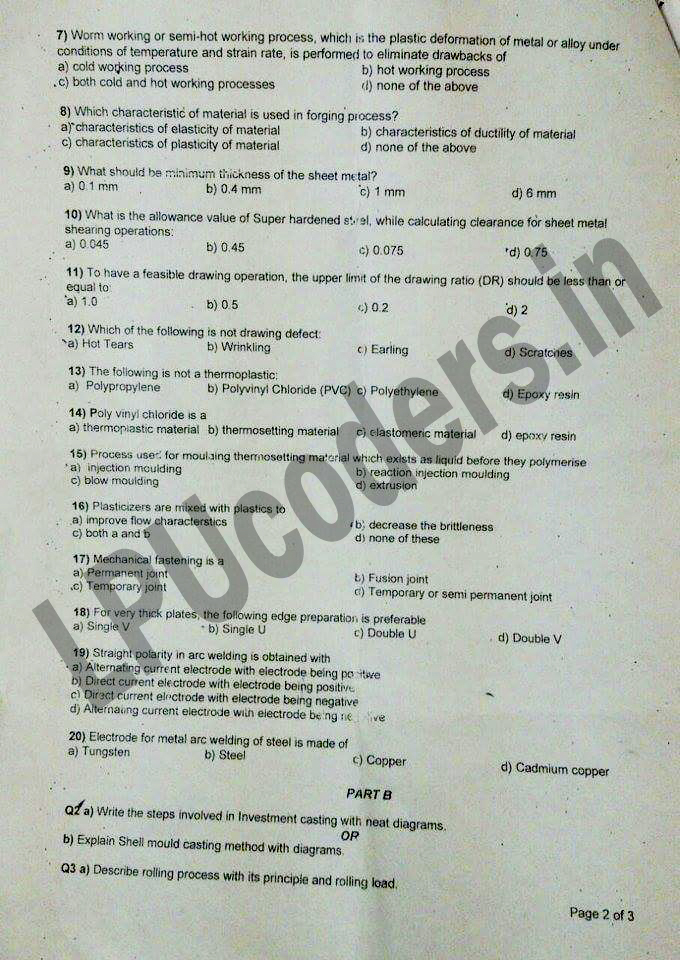 7) Worm working or semi-hot working process, which is the plastic deformation of metal or alloy under
conditions of temperature and strain rate, is performed to eliminate drawbacks of
a) cold working process b) hot working process
c) both cold and hot working processes d) none of the above
8) Which characteristic of material is used in forging process?
a) characteristics of elasticity of material b) characteristics of ductility of material
c) characteristics of plasticity of material d) none of the above
9) What should be minimum thickness of the sheet metal?
a) 0.1 mm b) 0.4 mm c) 1 mm d) 6 mm
10) What is the allowance value of Super hardened steel, while calculating clearance for sheet metal
shearing operations:
a) 0.045 b) 0.45 c) 0.075 d) 0.75
11) To have a feasible drawing operation, the upper limit of the drawing ratio (DR) should be less than or
equal to
a) 1.0 b) 0.5 c) 0.2 d) 2
12) Which of the following is not drawing defect:
a) Hot Tears b) Wrinkling c) Earling d) Scratches
13) The following is not a thermoplastic:
a) Polypropylene b) Polyvinyl Chloride (PVC) c) Polyethylene d) Epoxy resin
14) Poly vinyl chloride is a
a) thermoplastic material b) thermosetting material c) elastomeric material d) epoxy resin
15) Process used for moulding thermosetting material which exists as liquid before they polymerise
a) injection moulding b) reaction injection moulding
c) blow moulding d) extrusion
16) Plasticizers are mixed with plastics to
a) improve flow characterstics b) decrease the brittleness
c) both a and b d) none of these
17) Mechanical fastening is a
a) Permanent joint b) Fusion joint
c) Temporary joint d) Temporary or semi permanent joint
18) For very thick plates, the following edge preparation is preferable
a) Single V b) Single U c) Double U d) Double V
19) Straight polarity in arc welding is obtained with
a) Alternating current electrode with electrode being positive
b) Direct current electrode with electrode being positive
c) Direct current electrode with electrode being negative
d) Alternating current electrode with electrode being negative
20) Electrode for metal arc welding of steel is made of
a) Tungsten b) Steel c) Copper d) Cadmium copper
PART B
Q2 a) Write the steps involved in Investment casting with neat diagrams.
OR
b) Explain Shell mould casting method with diagrams.
Q3 a) Describe rolling process with its principle and rolling load.
Page 2 of 3
LPUcoders.in